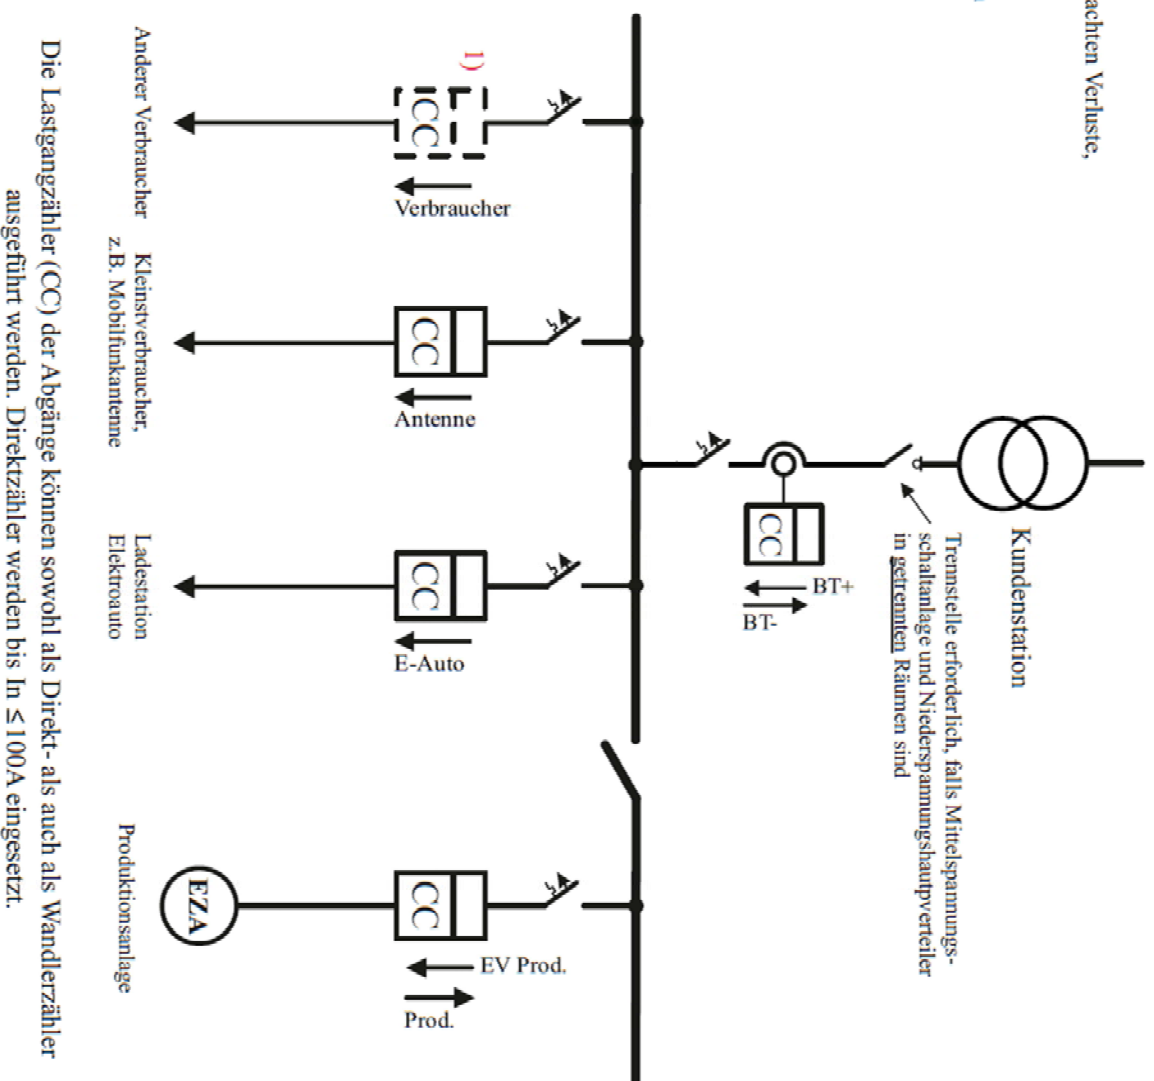 achten Verluste,
Kundenstation
Trennstelle erforderlich, falls Mittelspannungs-
schaltanlage und Niederspannungshautpverteiler
in getrennten Räumen sind
CC
BT+
BT-
1)
CC
Verbraucher
CC
Antenne
CC
E-Auto
CC
EV Prod.
Prod.
EZA
Anderer Verbraucher
Kleinstverbraucher,
z.B. Mobilfunkantenne
Ladestation
Elektroauto
Produktionsanlage
Die Lastgangzähler (CC) der Abgänge können sowohl als Direkt- als auch als Wandlerzähler
ausgeführt werden. Direktzähler werden bis In ≤100A eingesetzt.